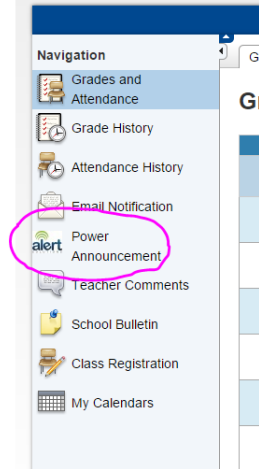 Navigation
Grades and
Attendance
Grade History
Attendance History
Email Notification
alert
Power
Announcement
Teacher Comments
School Bulletin
Class Registration
My Calendars
G
Gr